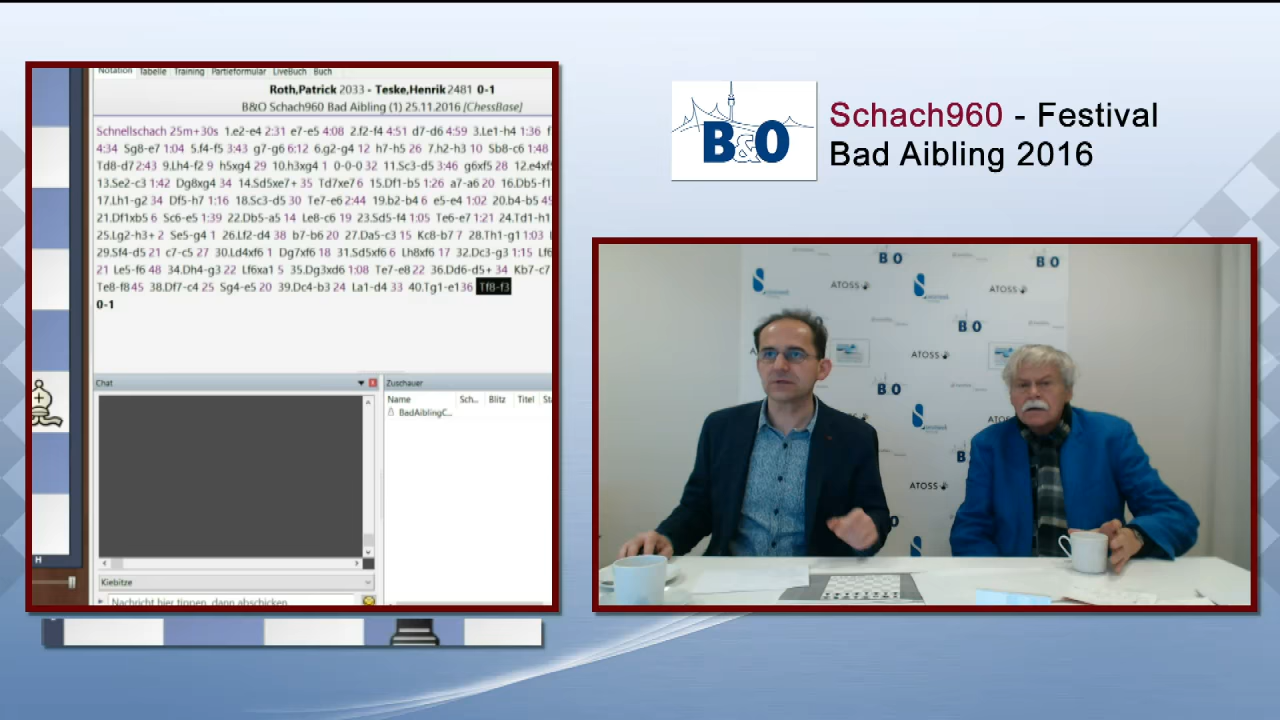 Notation Tabelle Training Partieformular LiveBuch Buch
Roth,Patrick 2033 - Teske,Henrik 2481 0-1
B&O Schach960 Bad Aibling (1) 25.11.2016 [ChessBase]
Schnellschach 25m+30s 1.e2-e4 2:31 e7-e5 4:08 2.f2-f4 4:51 d7-d6 4:59 3.Le1-h4 1:36 f
4:34 Sg8-e7 1:04 5.f4-f5 3:43 g7-g6 6:12 6.g2-g4 12 h7-h5 26 7.h2-h3 10 Sb8-c6 1:48
Td8-d7 2:43 9.Lh4-f2 9 h5xg4 29 10.h3xg4 1 0-0-0 32 11.Sc3-d5 3:46 g6xf5 28 12.e4xf5
13.Se2-c3 1:42 Dg8xg4 34 14.Sd5xe7+ 35 Td7xe7 6 15.Df1-b5 1:26 a7-a6 20 16.Db5-f1
17.Lh1-g2 34 Df5-h7 1:16 18.Sc3-d5 30 Te7-e6 2:44 19.b2-b4 6 e5-e4 1:02 20.b4-b5 45
21.Df1xb5 6 Sc6-e5 1:39 22.Db5-a5 14 Le8-c6 19 23.Sd5-f4 1:05 Te6-e7 1:21 24.Td1-h1
25.Lg2-h3+ 2 Se5-g4 1 26.Lf2-d4 38 b7-b6 20 27.Da5-c3 15 Kc8-b7 7 28.Th1-g1 1:03
29.Sf4-d5 21 c7-c5 27 30.Ld4xf6 1 Dg7xf6 18 31.Sd5xf6 6 Lh8xf6 17 32.Dc3-g3 1:15 Lf6
21 Le5-f6 48 34.Dh4-g3 22 Lf6xa1 5 35.Dg3xd6 1:08 Te7-e8 22 36.Dd6-d5+ 34 Kb7-c7
Te8-f8 45 38.Df7-c4 25 Sg4-e5 20 39.Dc4-b3 24 La1-d4 33 40.Tg1-e1 36 Tf8-f3
0-1
Chat
Zuschauer
Name Sch.. Blitz Titel St
BadAiblingC...
Kiebitze
Nachricht hier tippen, dann abschicken
H
B&O
Schach960 - Festival
Bad Aibling 2016
B O
B O
ATOSS
ATOSS
B O
ATOSS
B O
ATOSS